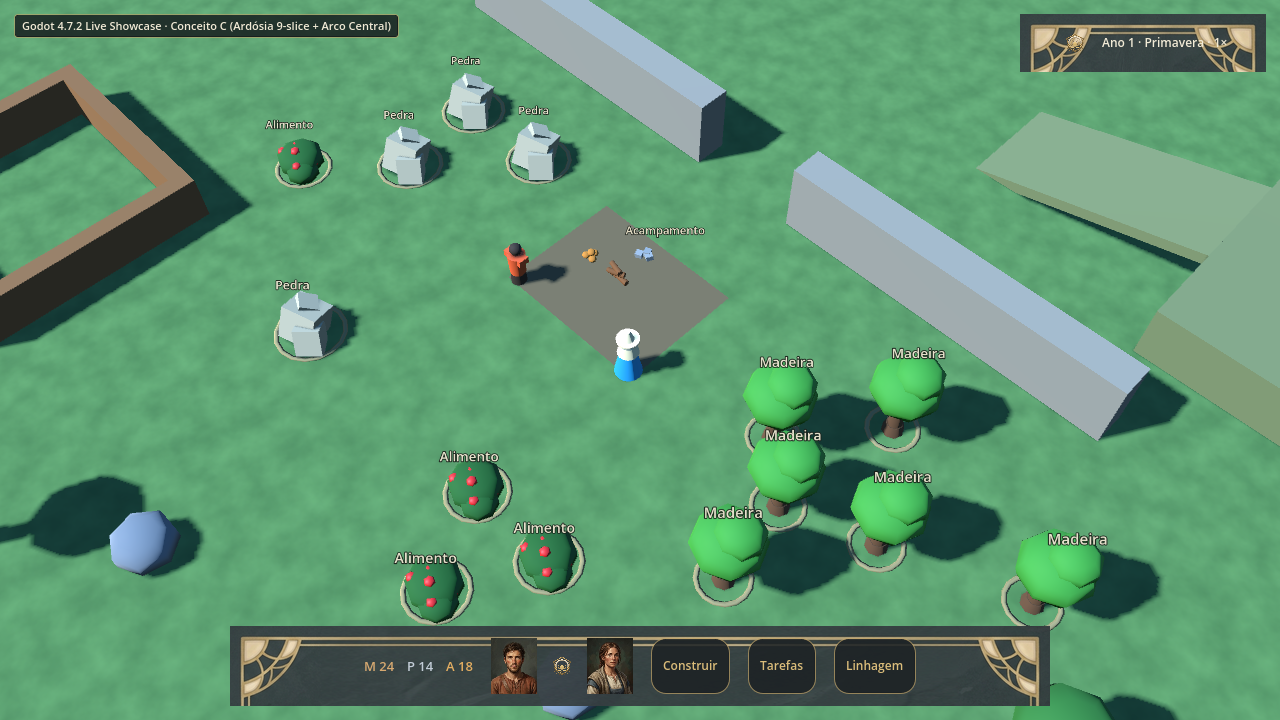 Godot 4.7.2 Live Showcase · Conceito C (Ardósia 9-slice + Arco Central)
Ano 1 · Primavera · 1×
Pedra
Pedra
Pedra
Alimento
Acampamento
Pedra
Madeira
Madeira
Madeira
Alimento
Madeira
Madeira
Alimento
Madeira
Alimento
M 24 P 14 A 18
Construir
Tarefas
Linhagem